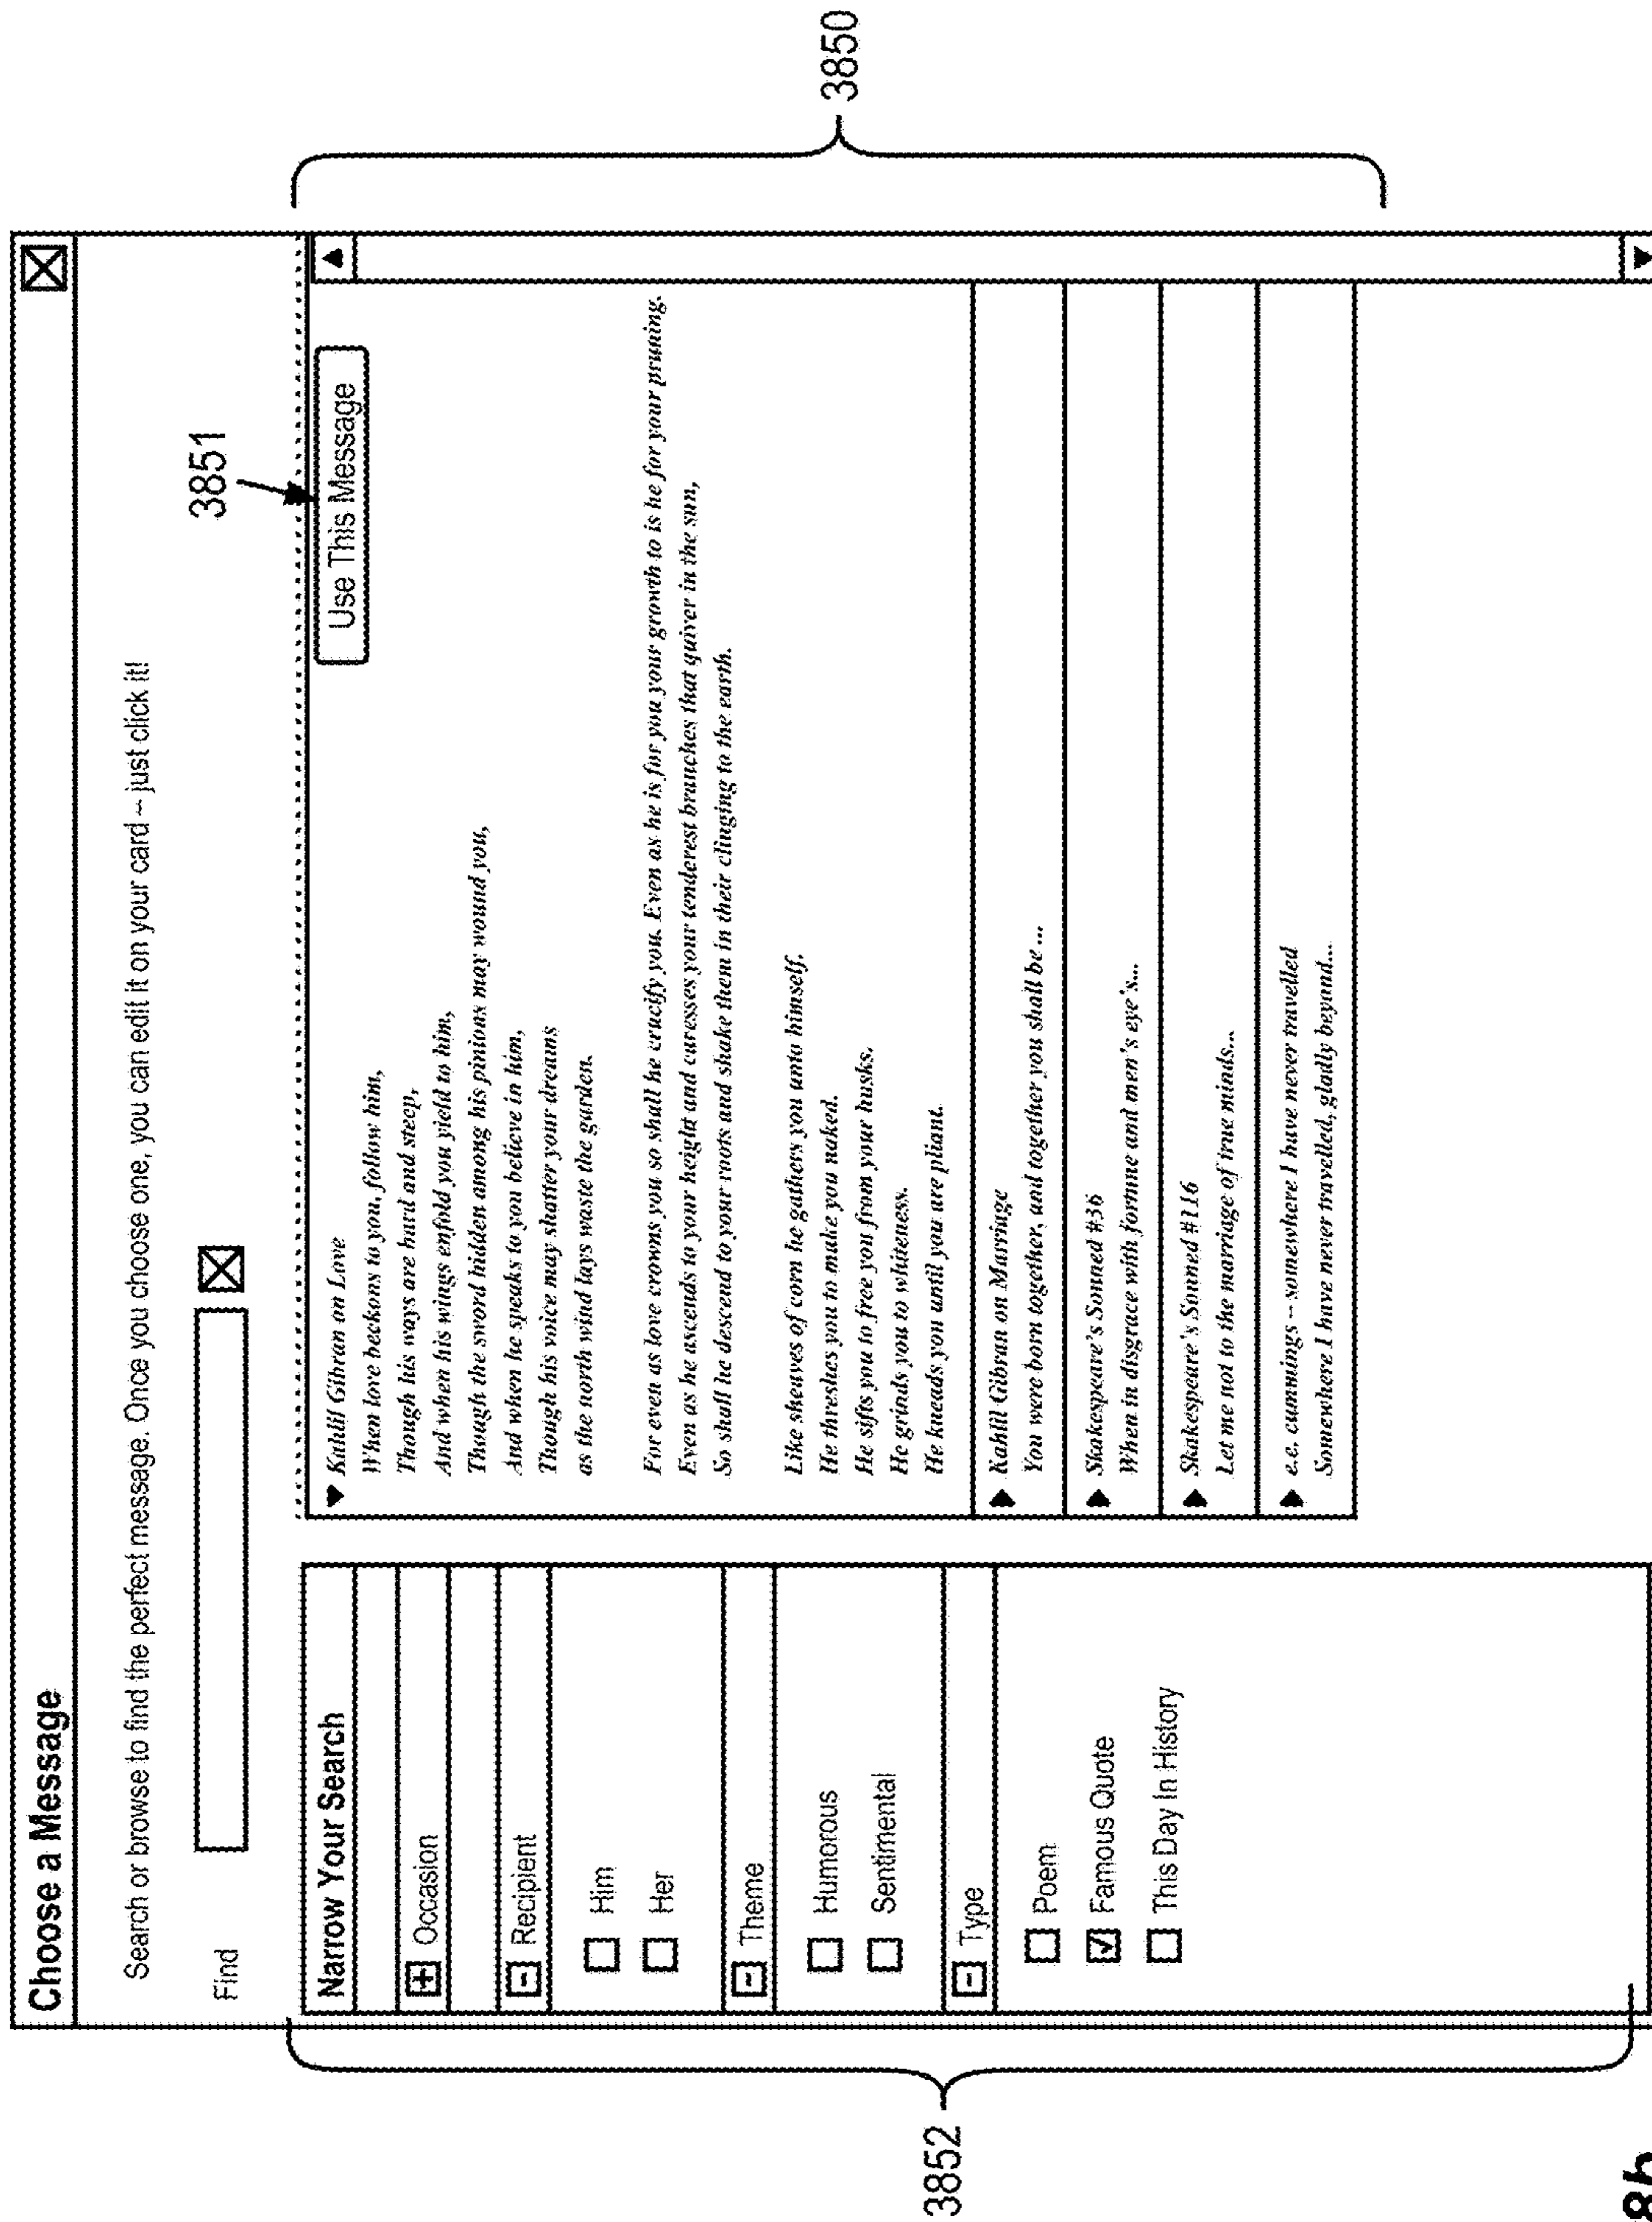 Choose a Message
Search or browse to find the perfect message. Once you choose one, you can edit it on your card -- just click it!
Find
3851
Narrow Your Search
Occasion
Recipient
Him
Her
Theme
Humorous
Sentimental
Type
Poem
Famous Quote
This Day In History
3852
Use This Message
Kahlil Gibran on Love
When love beckons to you, follow him,
Though his ways are hard and steep,
And when his wings enfold you yield to him,
Though the sword hidden among his pinions may wound you,
And when he speaks to you believe in him,
Though his voice may shatter your dreams
as the north wind lays waste the garden.
For even as love crowns you so shall he crucify you. Even as he is for you your growth to is he for your pruning.
Even as he ascends to your height and caresses your tenderest branches that quiver in the sun,
So shall he descend to your roots and shake them in their clinging to the earth.
Like sheaves of corn he gathers you unto himself.
He threshes you to make you naked.
He sifts you to free you from your husks.
He grinds you to whiteness.
He kneads you until you are pliant.
Kahlil Gibran on Marriage
You were born together, and together you shall be...
Shakespeare's Sonned #36
When in disgrace with fortune and men's eye's...
Shakespeare's Sonned #116
Let me not to the marriage of true minds...
e.e. cummings -- somewhere I have never travelled
Somewhere I have never travelled, gladly beyond...
3850
8b